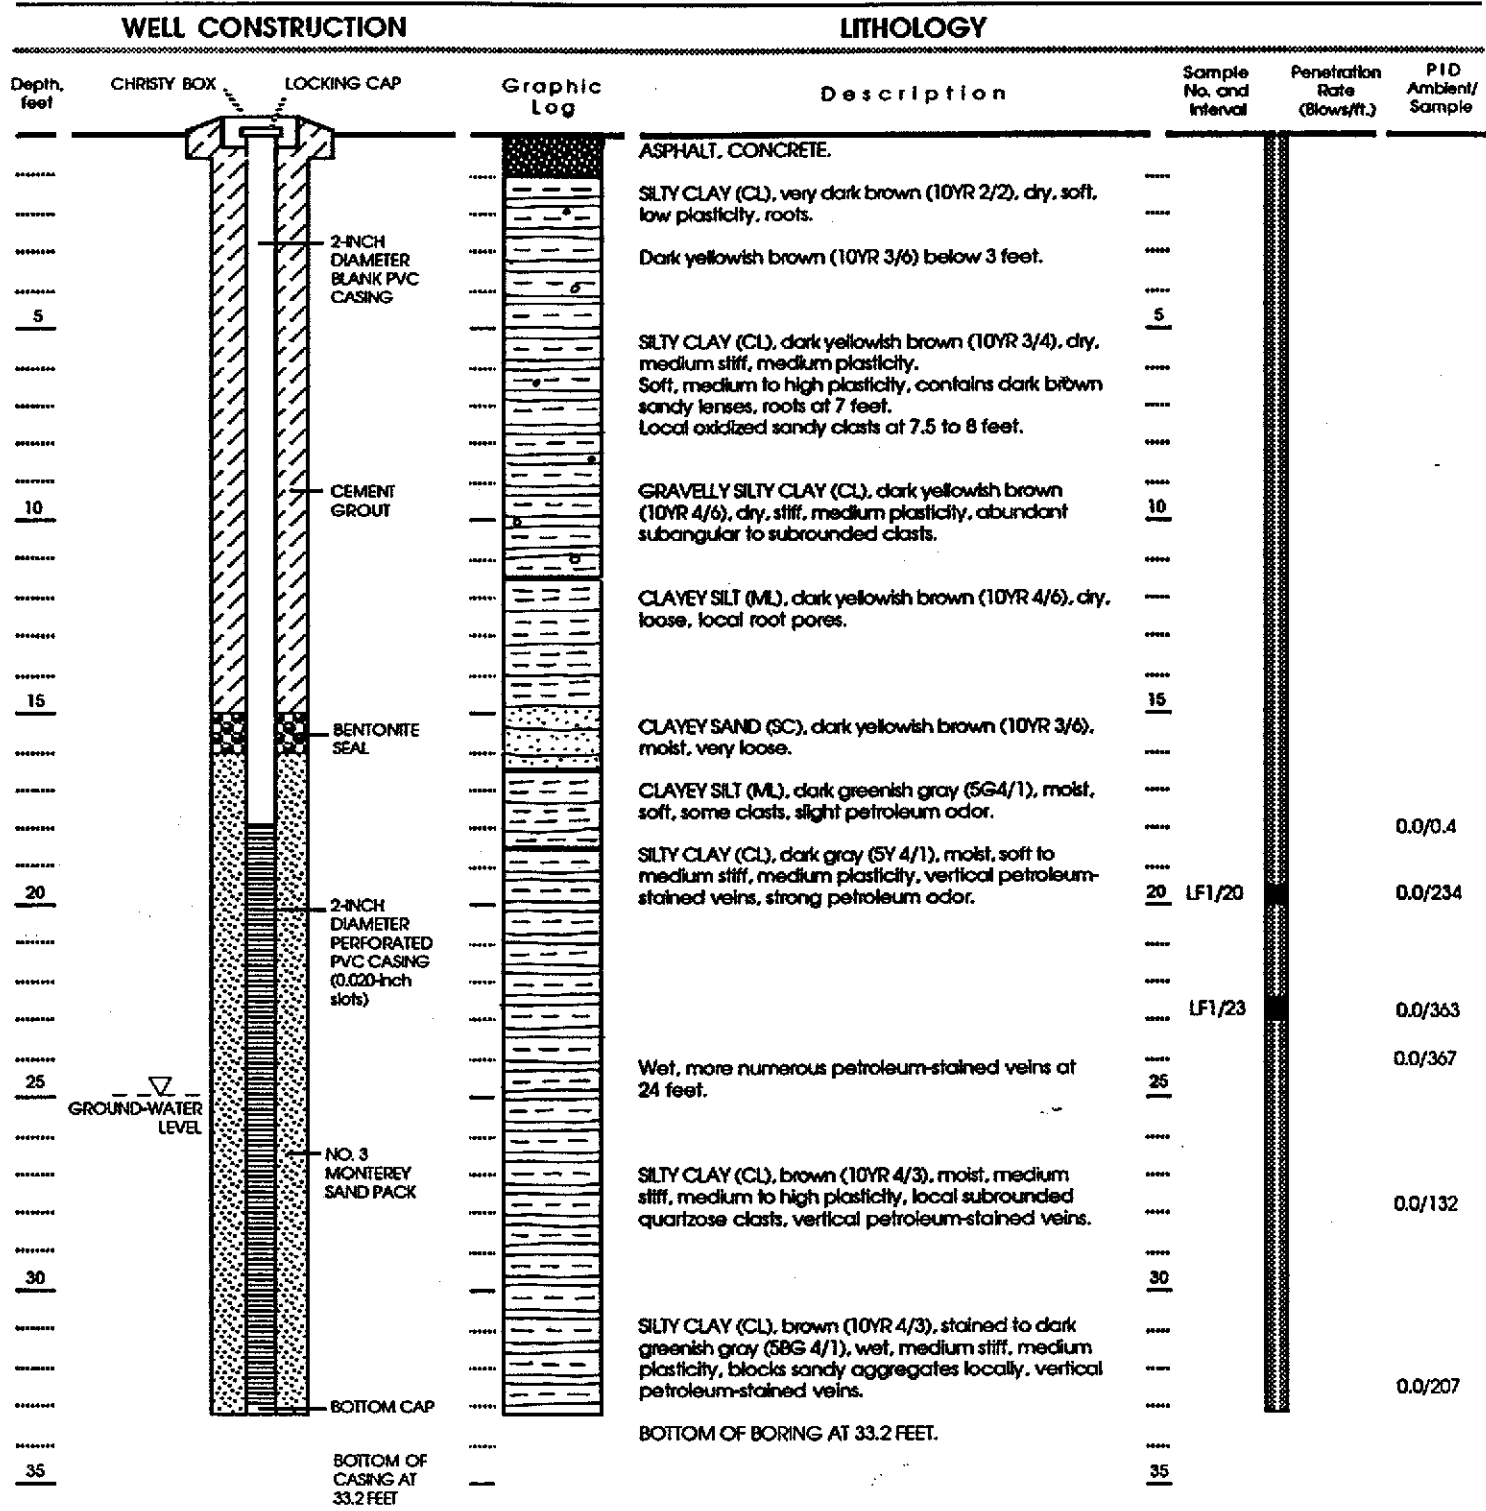 WELL CONSTRUCTION
LITHOLOGY
Depth, feet
CHRISTY BOX
LOCKING CAP
Graphic Log
Description
Sample No. and Interval
Penetration Rate (Blows/ft.)
PID Ambient/ Sample
ASPHALT, CONCRETE.
SILTY CLAY (CL), very dark brown (10YR 2/2), dry, soft,
low plasticity, roots.
2-INCH
DIAMETER
BLANK PVC
CASING
Dark yellowish brown (10YR 3/6) below 3 feet.
5
5
SILTY CLAY (CL), dark yellowish brown (10YR 3/4), dry,
medium stiff, medium plasticity.
Soft, medium to high plasticity, contains dark brown
sandy lenses, roots at 7 feet.
Local oxidized sandy clasts at 7.5 to 8 feet.
CEMENT
GROUT
10
GRAVELLY SILTY CLAY (CL), dark yellowish brown
(10YR 4/6), dry, stiff, medium plasticity, abundant
subangular to subrounded clasts.
10
CLAYEY SILT (ML), dark yellowish brown (10YR 4/6), dry,
loose, local root pores.
15
15
BENTONITE
SEAL
CLAYEY SAND (SC), dark yellowish brown (10YR 3/6),
moist, very loose.
CLAYEY SILT (ML), dark greenish gray (5G4/1), moist,
soft, some clasts, slight petroleum odor.
0.0/0.4
SILTY CLAY (CL), dark gray (5Y 4/1), moist, soft to
medium stiff, medium plasticity, vertical petroleum-
stained veins, strong petroleum odor.
20
20
LF1/20
0.0/234
2-INCH
DIAMETER
PERFORATED
PVC CASING
(0.020-inch
slots)
LF1/23
0.0/363
Wet, more numerous petroleum-stained veins at
24 feet.
0.0/367
25
25
GROUND-WATER
LEVEL
NO. 3
MONTEREY
SAND PACK
SILTY CLAY (CL), brown (10YR 4/3), moist, medium
stiff, medium to high plasticity, local subrounded
quartzose clasts, vertical petroleum-stained veins.
0.0/132
30
30
SILTY CLAY (CL), brown (10YR 4/3), stained to dark
greenish gray (5BG 4/1), wet, medium stiff, medium
plasticity, blocks sandy aggregates locally, vertical
petroleum-stained veins.
0.0/207
BOTTOM CAP
BOTTOM OF BORING AT 33.2 FEET.
35
BOTTOM OF
CASING AT
33.2 FEET
35